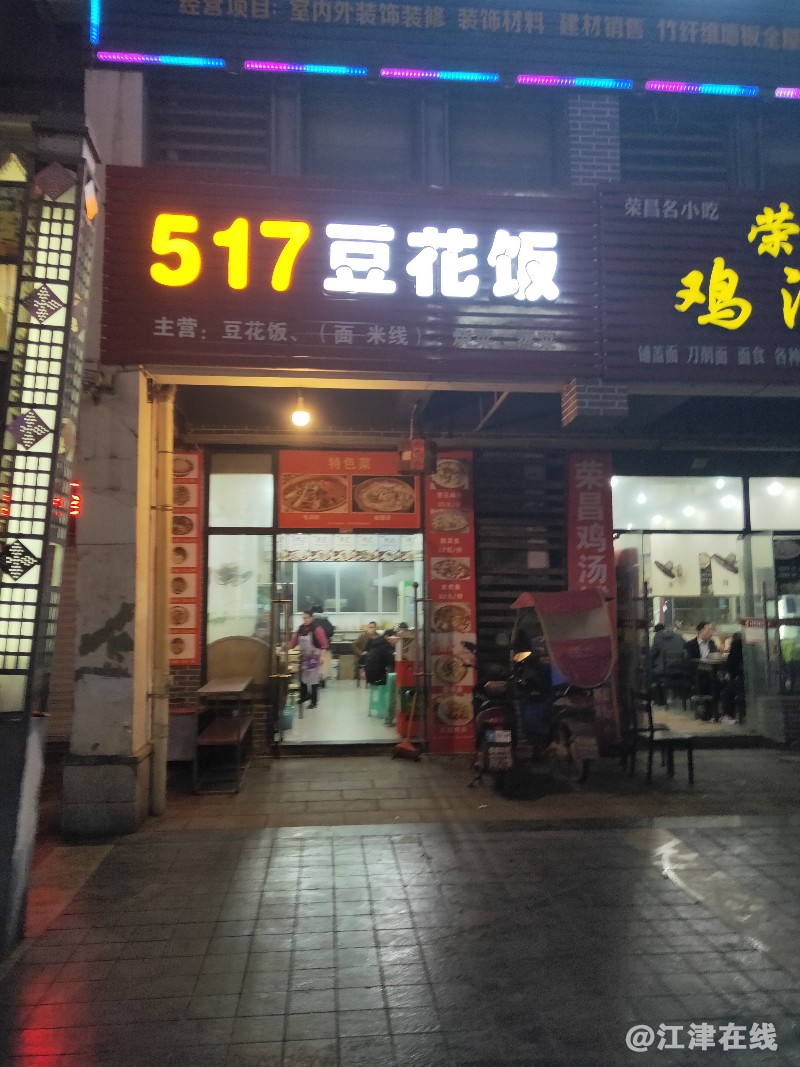 经营项目: 室内外装饰装修 装饰材料 建材销售 竹纤维墙板全屋
517豆花饭
主营：豆花饭、（面 米线）
荣昌名小吃
荣
鸡汤
铺盖面 刀削面 面食 各种
特色菜
荣昌鸡汤
@江津在线